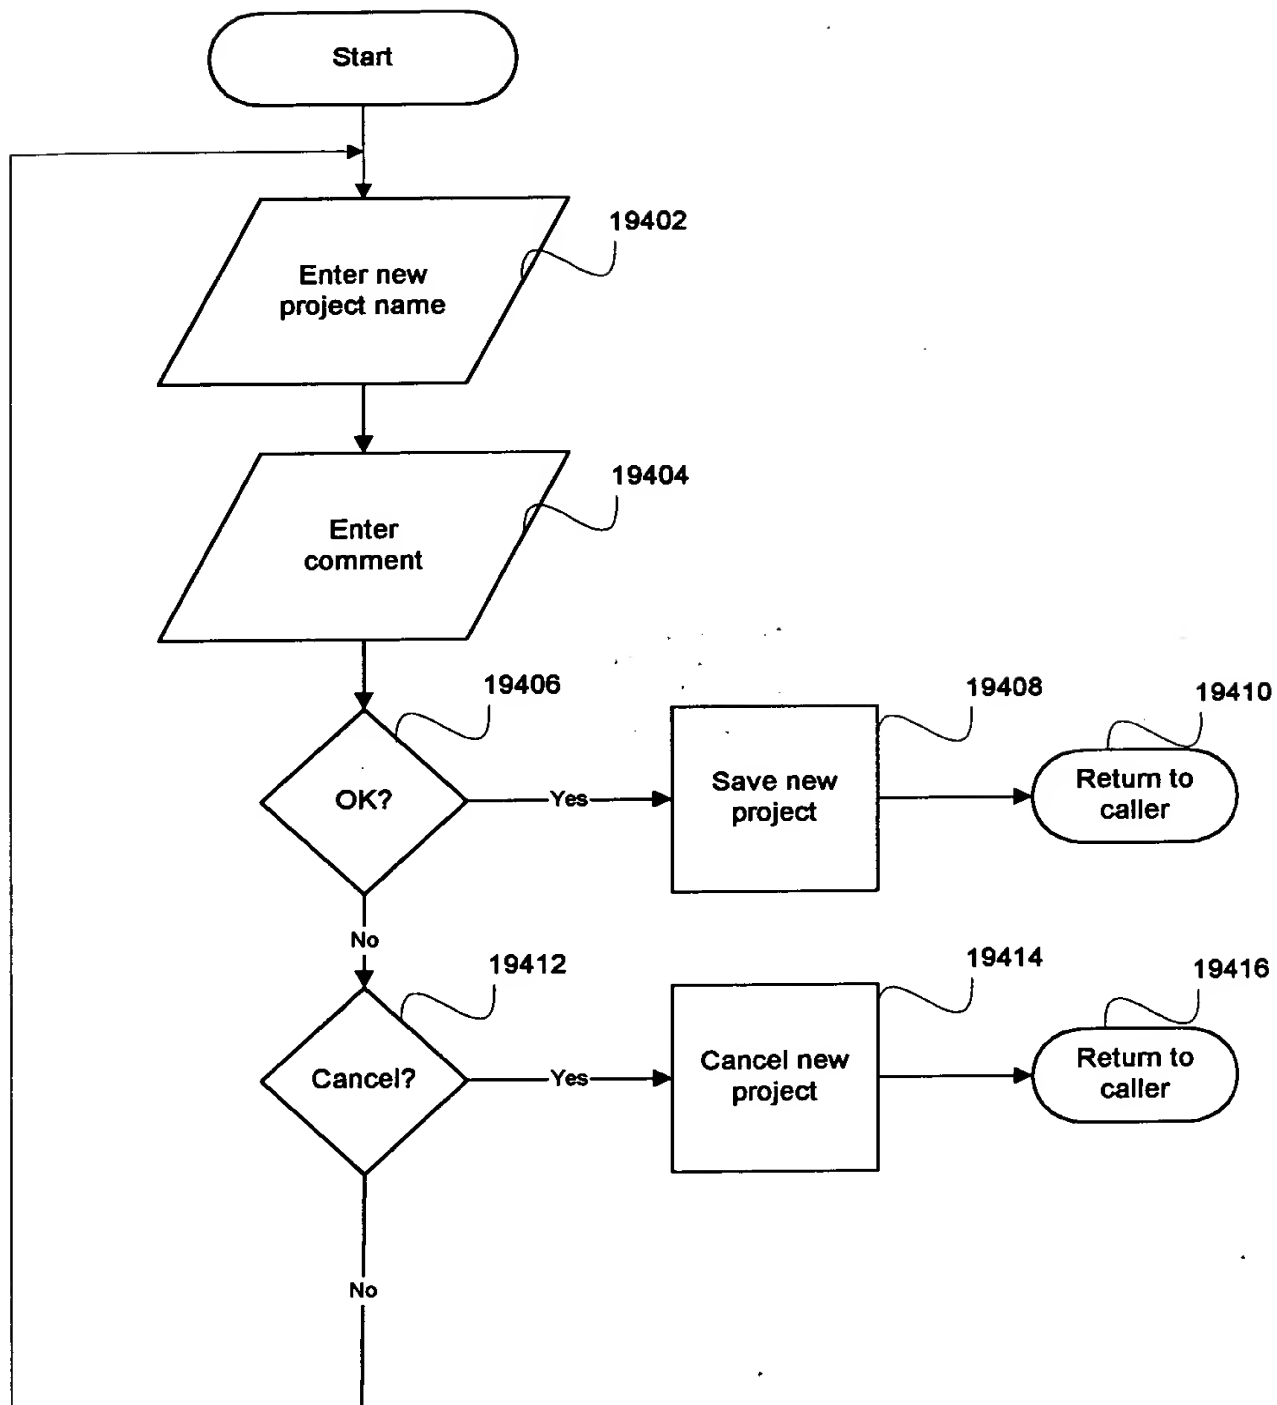 Start
19402
Enter new
project name
19404
Enter
comment
19406
19408
19410
OK?
Yes
Save new
project
Return to
caller
No
19412
19414
19416
Cancel?
Yes
Cancel new
project
Return to
caller
No